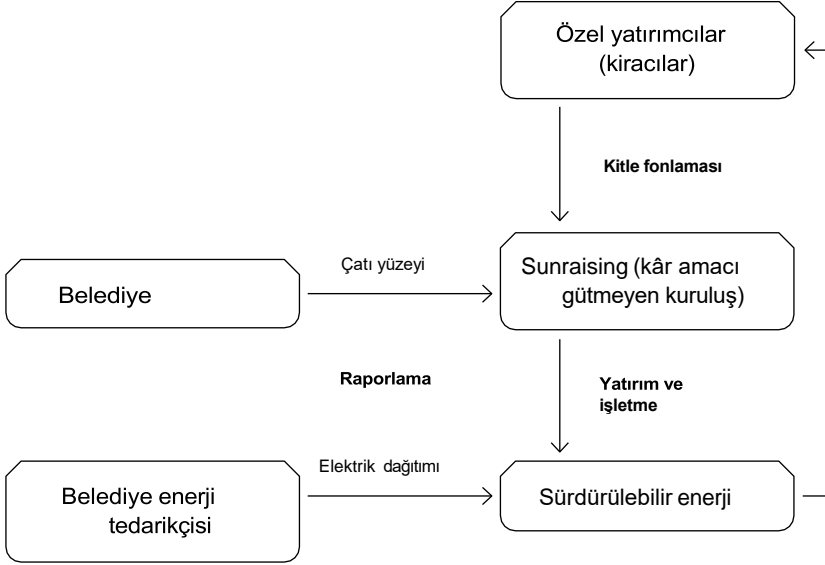 Özel yatırımcılar
(kiracılar)
Kitle fonlaması
Çatı yüzeyi
Belediye
Sunraising (kâr amacı
gütmeyen kuruluş)
Raporlama
Yatırım ve
işletme
Elektrik dağıtımı
Belediye enerji
tedarikçisi
Sürdürülebilir enerji